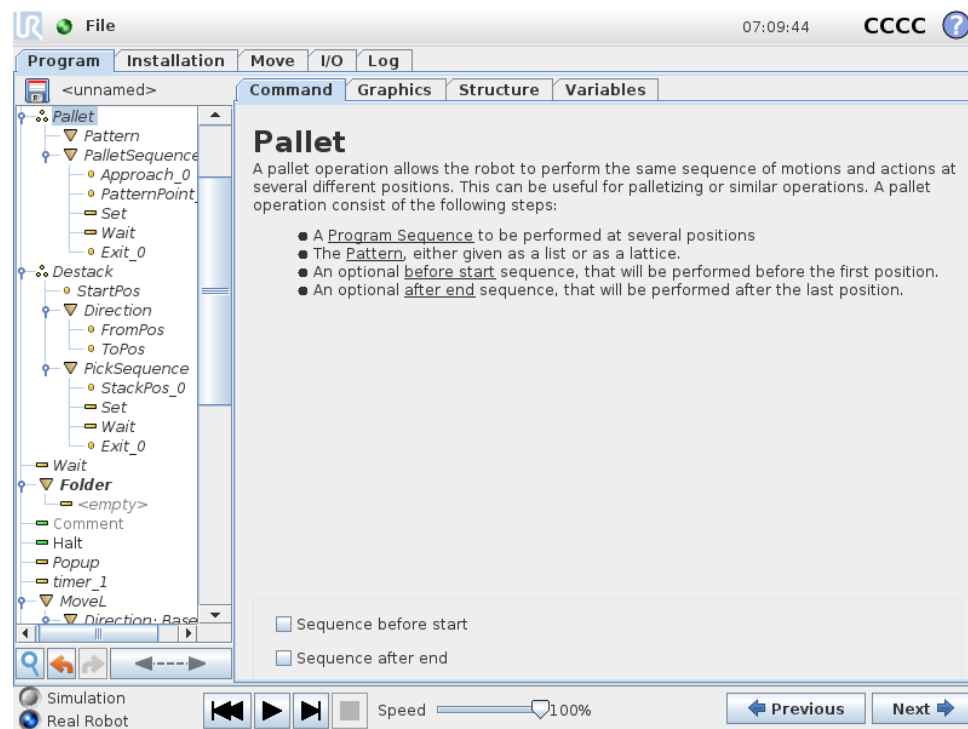 UR File 07:09:44 CCCC ?
Program Installation Move I/O Log
<unnamed> Command Graphics Structure Variables
Pallet
Pattern
PalletSequence
Approach_0
PatternPoint_
Set
Wait
Exit_0
Destack
StartPos
Direction
FromPos
ToPos
PickSequence
StackPos_0
Set
Wait
Exit_0
Wait
Folder
<empty>
Comment
Halt
Popup
timer_1
MoveL
Direction: Base
Pallet
A pallet operation allows the robot to perform the same sequence of motions and actions at
several different positions. This can be useful for palletizing or similar operations. A pallet
operation consist of the following steps:
● A Program Sequence to be performed at several positions
● The Pattern, either given as a list or as a lattice.
● An optional before start sequence, that will be performed before the first position.
● An optional after end sequence, that will be performed after the last position.
Sequence before start
Sequence after end
Simulation
Real Robot
Speed 100%
Previous Next